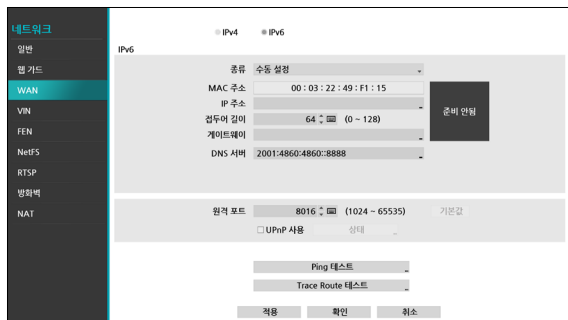 네트워크
일반
웹 가드
WAN
VIN
FEN
NetFS
RTSP
방화벽
NAT
IPv4 IPv6
IPv6
종류 수동 설정
MAC 주소 00 : 03 : 22 : 49 : F1 : 15
IP 주소
준비 안됨
접두어 길이 64 (0 ~ 128)
게이트웨이
DNS 서버 2001:4860:4860::8888
원격 포트 8016 (1024 ~ 65535) 기본값
UPnP 사용 상태
Ping 테스트
Trace Route 테스트
적용 확인 취소